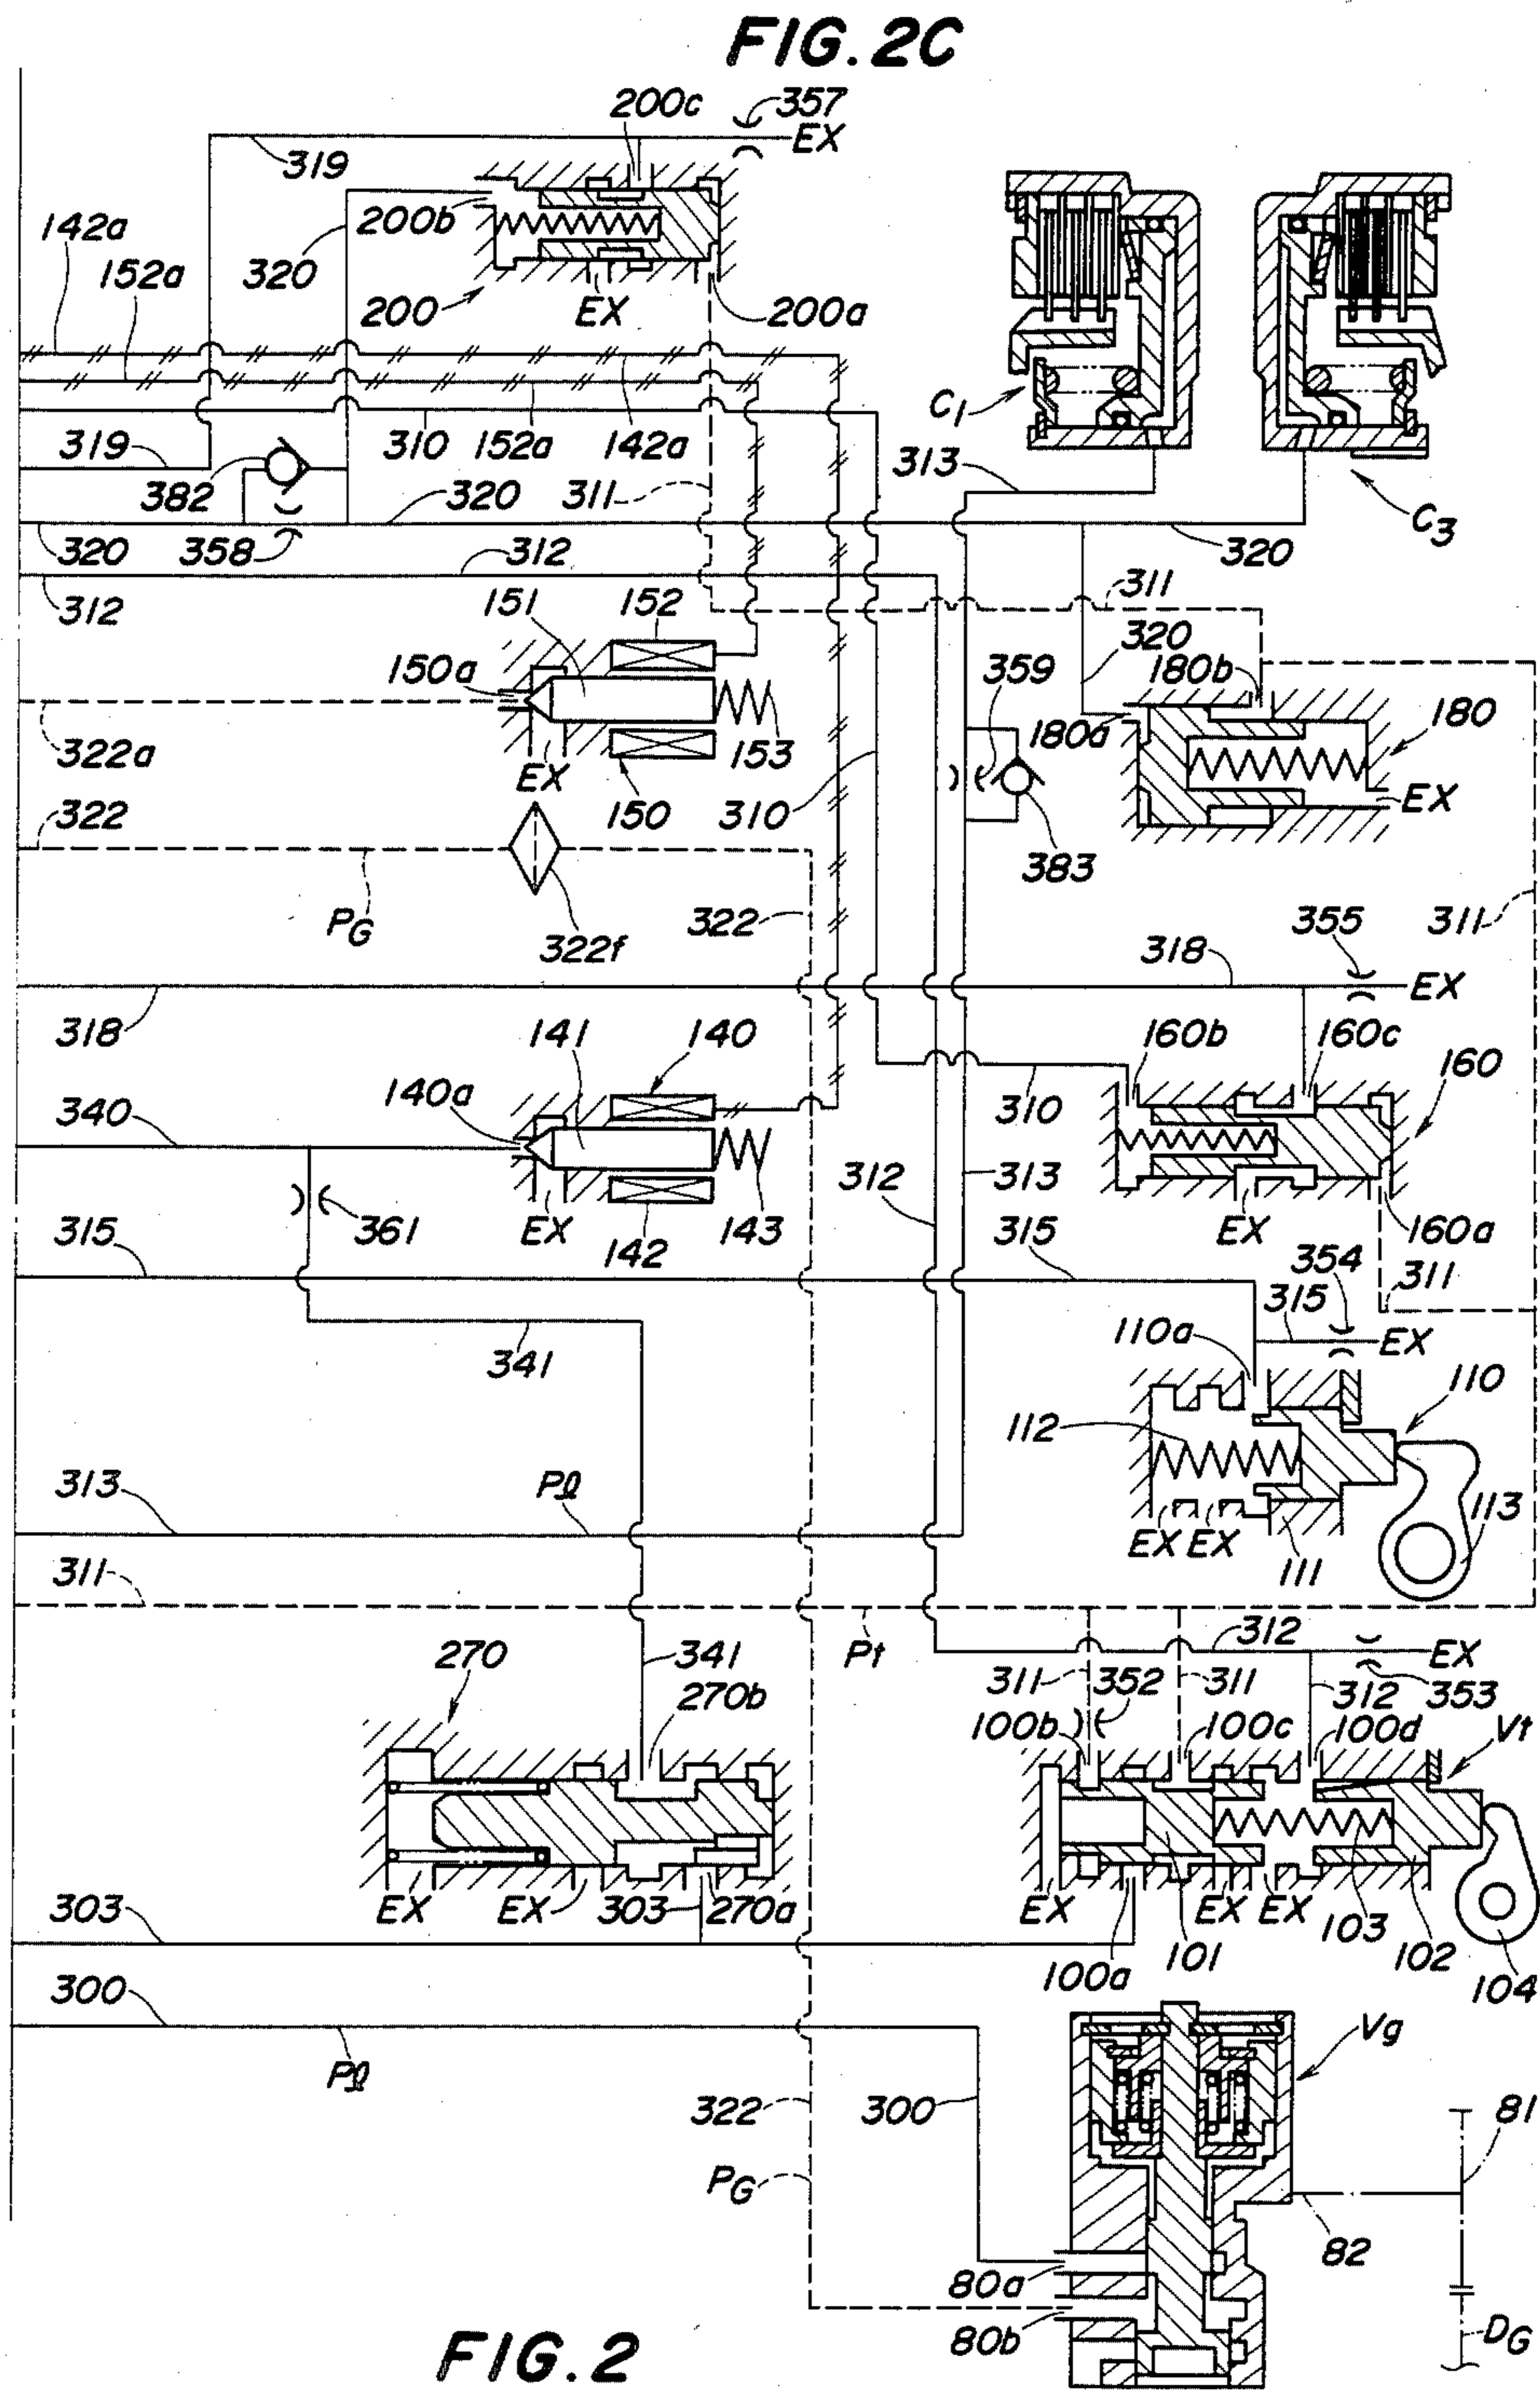 FIG.2C
200c
357
EX
319
200b
142a
320
152a
200
EX
200a
C1
319
310
152a
142a
313
382
311
C3
320
358
320
320
312
312
151
152
311
150a
320
180b
359
180
180a
322a
EX
153
EX
322
150
310
383
PG
322f
322
355
311
318
EX
318
141
140
160b
160c
160
140a
310
340
312
313
361
EX
142
143
EX
160a
315
315
354
311
315
110a
EX
341
110
112
313
Pl
EX
EX
111
113
311
Pt
312
EX
270
341
311
352
311
312
353
270b
100b
100c
100d
Vt
EX
EX
303
270a
EX
EX
EX
103
102
303
100a
101
104
300
Vg
Pl
322
300
81
PG
82
80a
80b
DG
FIG.2